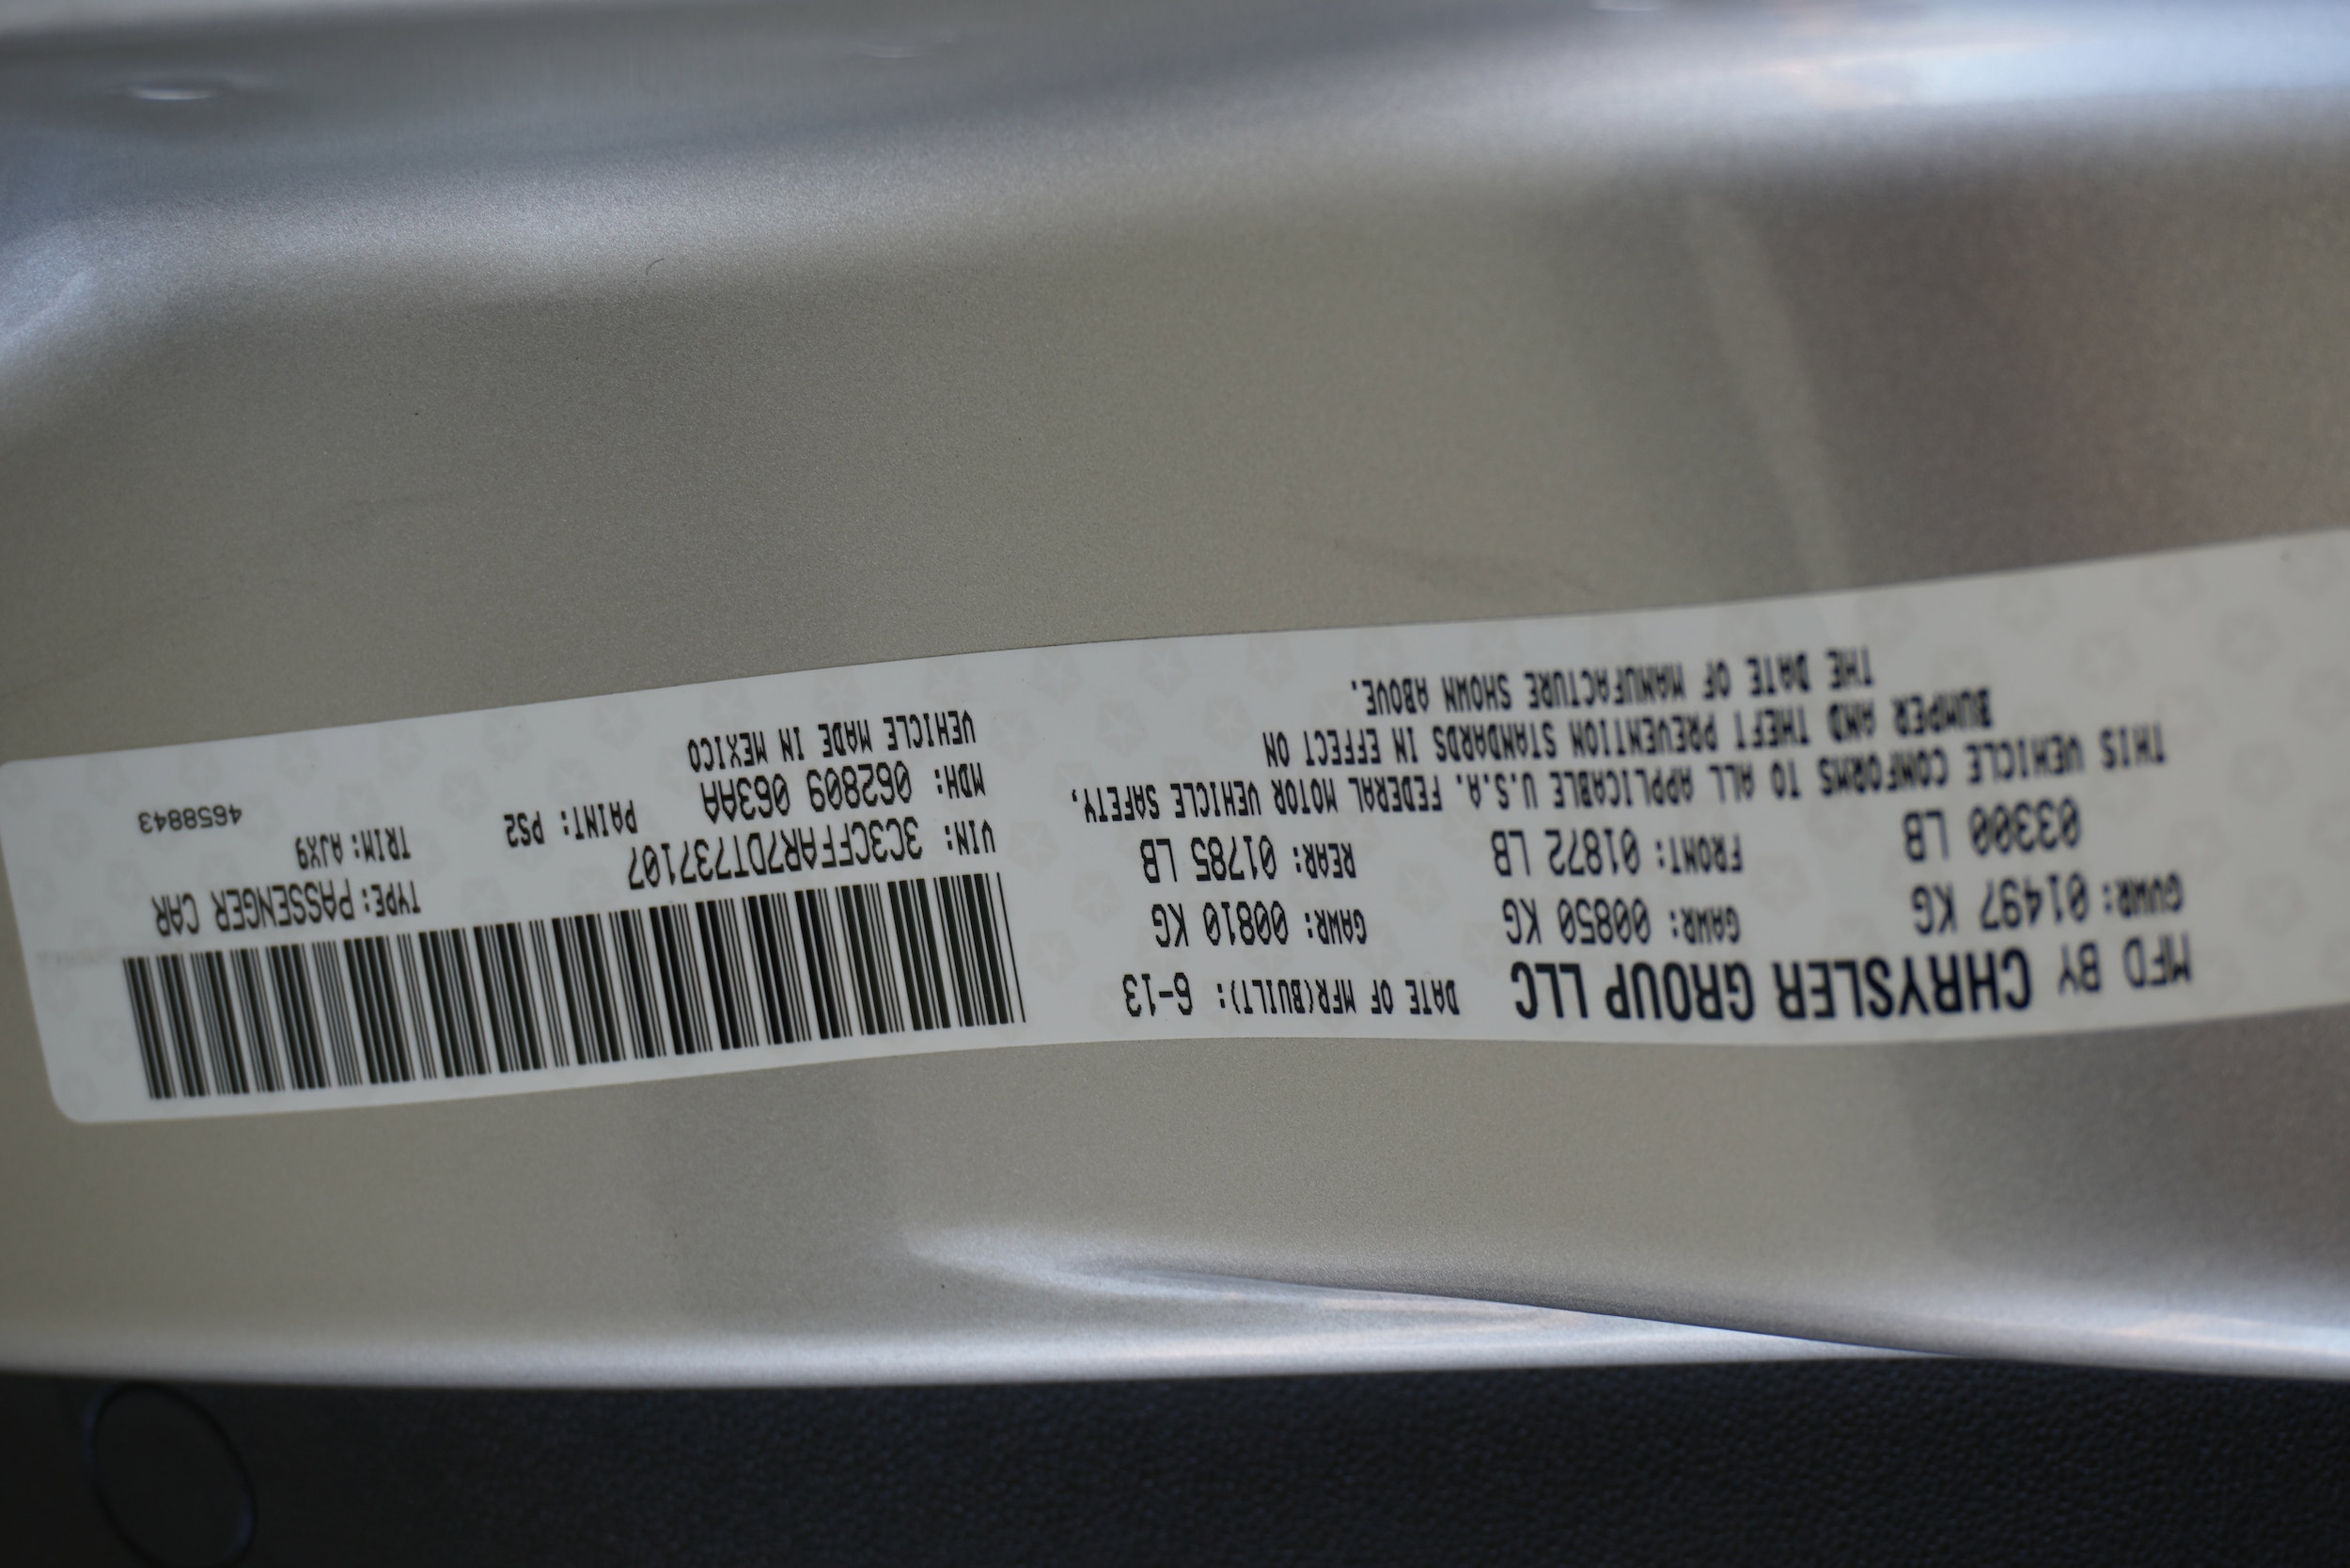 MFD BY CHRYSLER GROUP LLC DATE OF MFR(BUILT): 6-13
GVWR: 01497 KG GAWR: 00850 KG GAWR: 00810 KG
03300 LB FRONT: 01872 LB REAR: 01785 LB
THIS VEHICLE CONFORMS TO ALL APPLICABLE U.S.A. FEDERAL MOTOR VEHICLE SAFETY,
BUMPER AND THEFT PREVENTION STANDARDS IN EFFECT ON
THE DATE OF MANUFACTURE SHOWN ABOVE.
VIN: 3C3CFFAR7DT737107 TYPE: PASSENGER CAR
MDH: 062809 063AA PAINT: PS2 TRIM: AJX9
VEHICLE MADE IN MEXICO 4658843